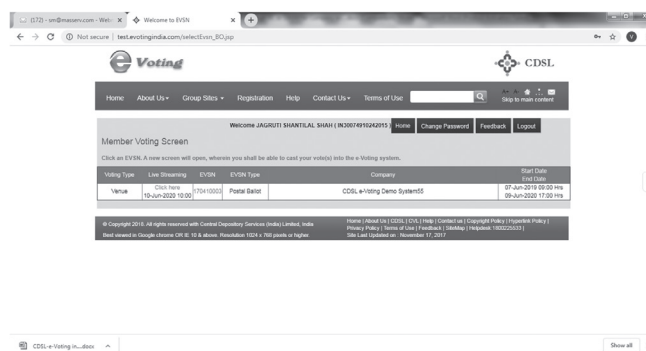 (172) - sm@masserv.com - Welc
Welcome to EVSN
Not secure | test.evotingindia.com/selectEvsn_BO.jsp
e Voting
CDSL
Home About Us Group Sites Registration Help Contact Us Terms of Use
Skip to main content
Welcome JAGRUTI SHANTILAL SHAH ( IN30074910242015 ) Home Change Password Feedback Logout
Member Voting Screen
Click an EVSN. A new screen will open, wherein you shall be able to cast your vote(s) into the e-Voting system.
Voting Type Live Streaming EVSN EVSN Type Company Start Date
End Date
Venue Click here 170410003 Postal Ballot CDSL e-Voting Demo System55 07-Jun-2019 09:00 Hrs
19-Jun-2020 10:00 09-Jun-2020 17:00 Hrs
© Copyright 2010. All rights reserved with Central Depository Services (India) Limited, India
Best viewed in Google chrome OR IE 10 & above. Resolution 1024 x 768 pixels or higher.
Home | About Us | CDSL | CVL | Help | Contact us | Copyright Policy | Hyperlink Policy |
Privacy Policy | Terms of Use | Feedback | SiteMap | Helpdesk:1800225533 |
Site Last Updated on : November 17, 2017
CDSL-e-Voting in....docx
Show all